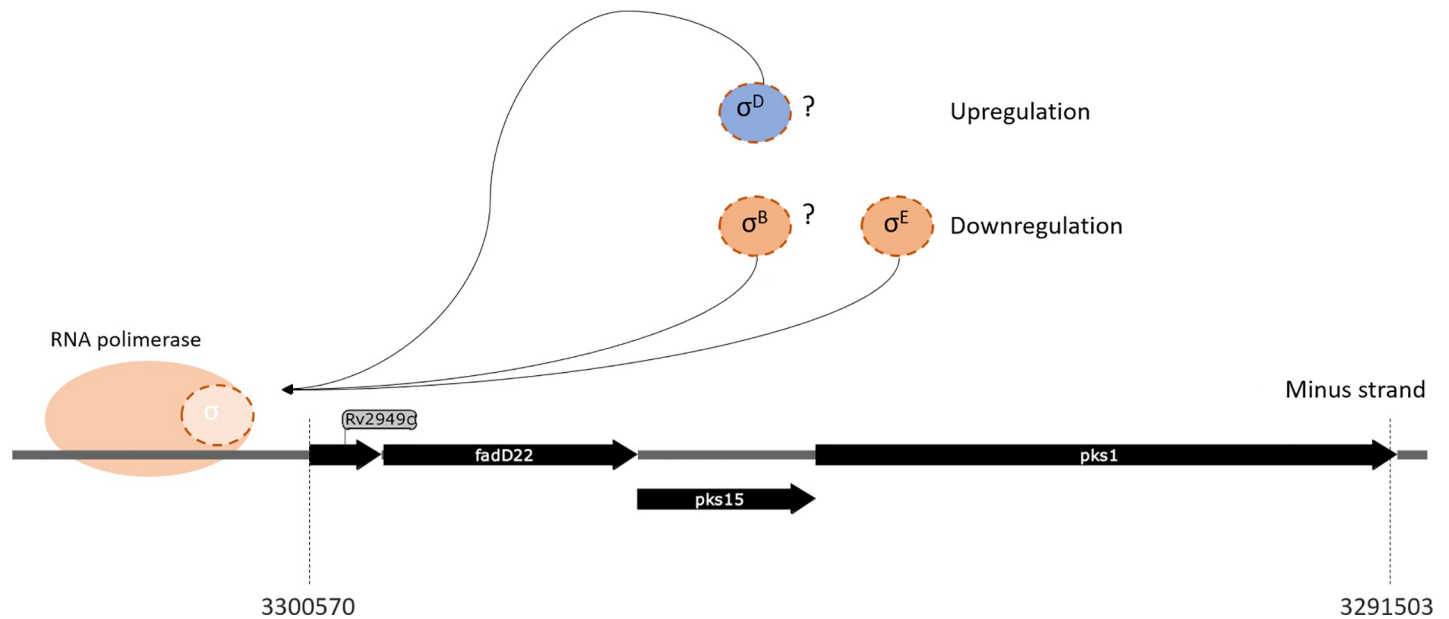 σD ?
Upregulation
σB ?
σE
Downregulation
RNA polimerase
σ
Minus strand
Rv2949c
fadD22
pks1
pks15
3300570
3291503